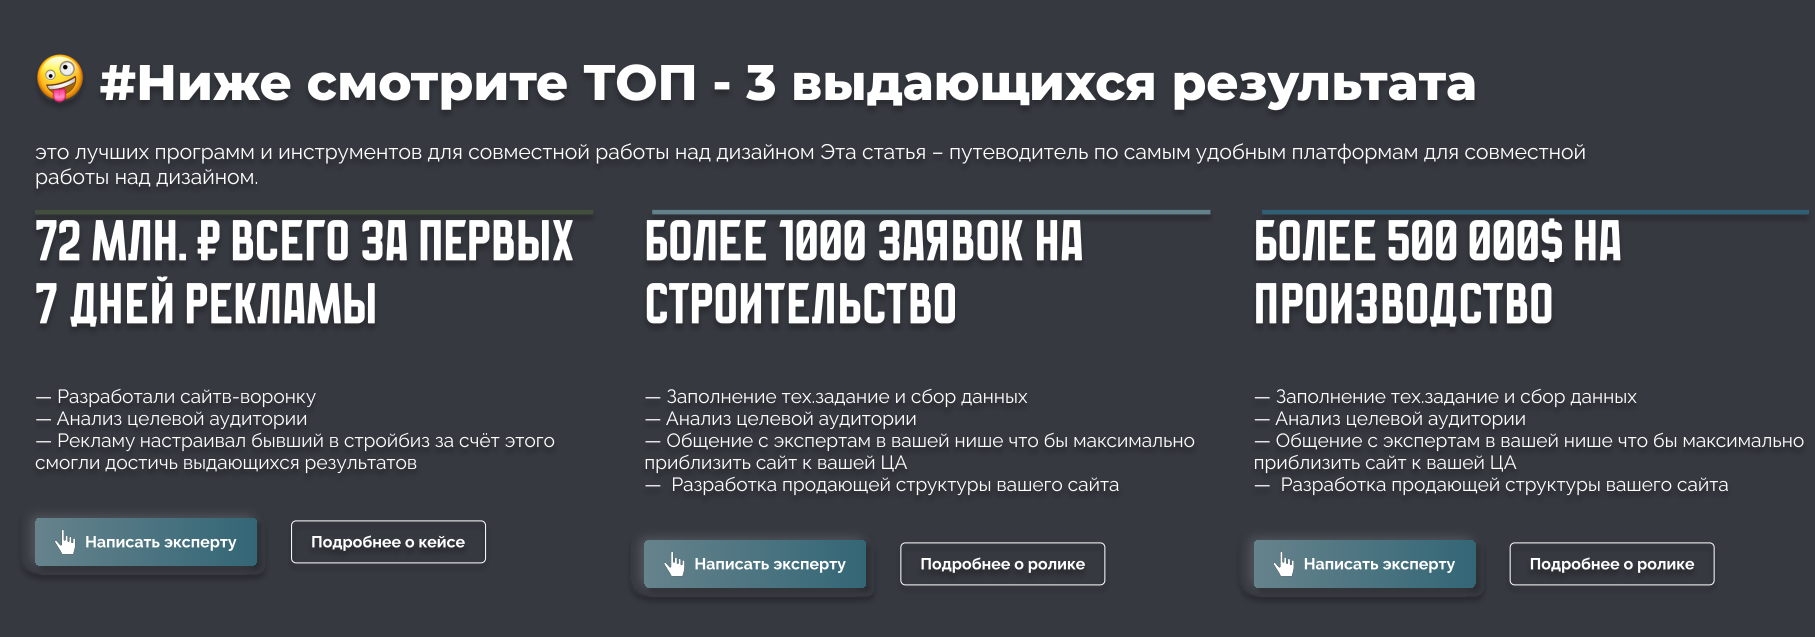 🤪 #Ниже смотрите ТОП - 3 выдающихся результата
это лучших программ и инструментов для совместной работы над дизайном Эта статья – путеводитель по самым удобным платформам для совместной
работы над дизайном.
72 МЛН. ₽ ВСЕГО ЗА ПЕРВЫХ
7 ДНЕЙ РЕКЛАМЫ
— Разработали сайтв-воронку
— Анализ целевой аудитории
— Рекламу настраивал бывший в стройбиз за счёт этого
смогли достичь выдающихся результатов
Написать эксперту
Подробнее о кейсе
БОЛЕЕ 1000 ЗАЯВОК НА
СТРОИТЕЛЬСТВО
— Заполнение тех.задание и сбор данных
— Анализ целевой аудитории
— Общение с экспертам в вашей нише что бы максимально
приблизить сайт к вашей ЦА
— Разработка продающей структуры вашего сайта
Написать эксперту
Подробнее о ролике
БОЛЕЕ 500 000$ НА
ПРОИЗВОДСТВО
— Заполнение тех.задание и сбор данных
— Анализ целевой аудитории
— Общение с экспертам в вашей нише что бы максимально
приблизить сайт к вашей ЦА
— Разработка продающей структуры вашего сайта
Написать эксперту
Подробнее о ролике